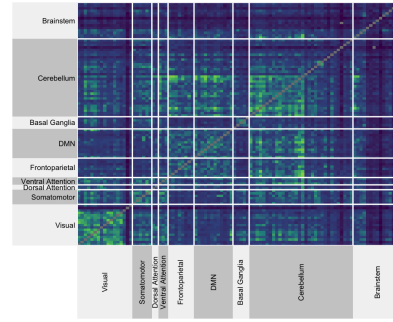 Brainstem
Cerebellum
Basal Ganglia
DMN
Frontoparietal
Ventral Attention
Dorsal Attention
Somatomotor
Visual
Visual
Somatomotor
Dorsal Attention
Ventral Attention
Frontoparietal
DMN
Basal Ganglia
Cerebellum
Brainstem